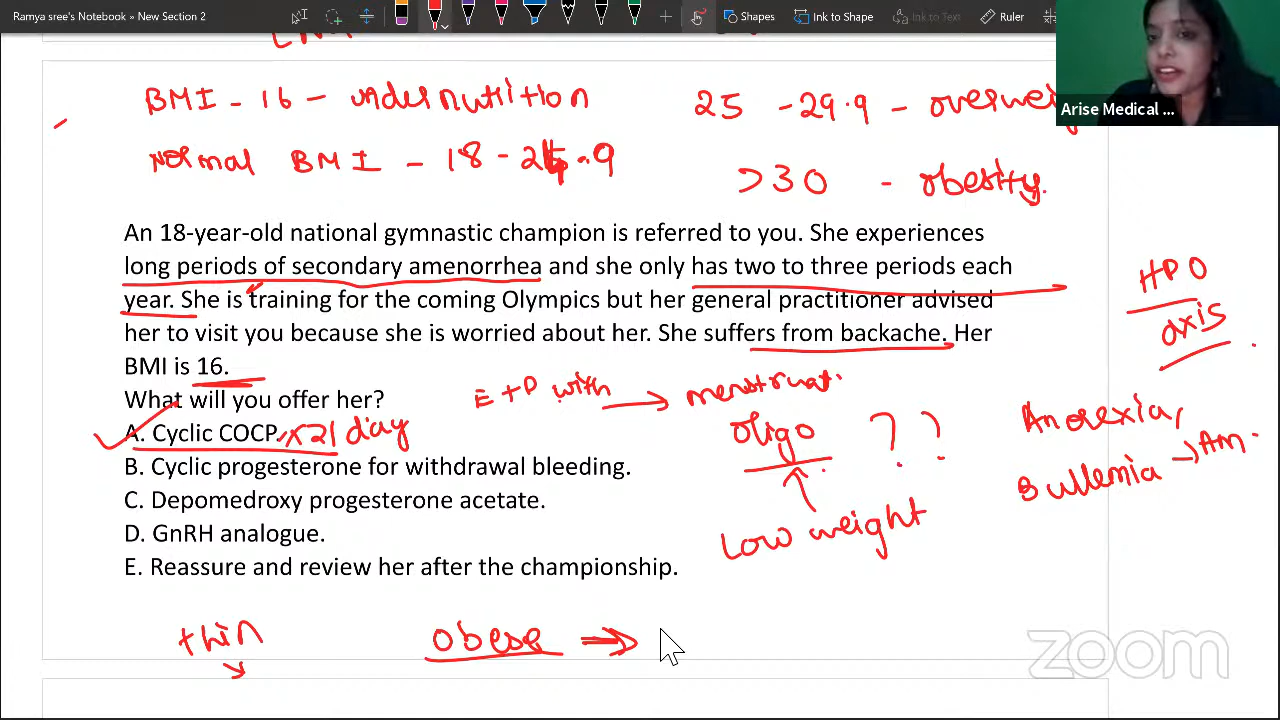 Ramya sree's Notebook » New Section 2
Shapes
Ink to Shape
Ink to Text
Ruler
Arise Medical ...
BMI - 16 - undernutrition
25 - 29.9 - overwei
Normal BMI - 18 - 24.9
>30 - obesity.
An 18-year-old national gymnastic champion is referred to you. She experiences
long periods of secondary amenorrhea and she only has two to three periods each
year. She is training for the coming Olympics but her general practitioner advised
her to visit you because she is worried about her. She suffers from backache. Her
BMI is 16.
What will you offer her?
A. Cyclic COCP. x 21 day
B. Cyclic progesterone for withdrawal bleeding.
C. Depomedroxy progesterone acetate.
D. GnRH analogue.
E. Reassure and review her after the championship.
HPO
axis
E + P with → menstruat.
oligo ??
Low weight
Anorexia,
Bullemia → Am.
thin
obese ⇒
zoom